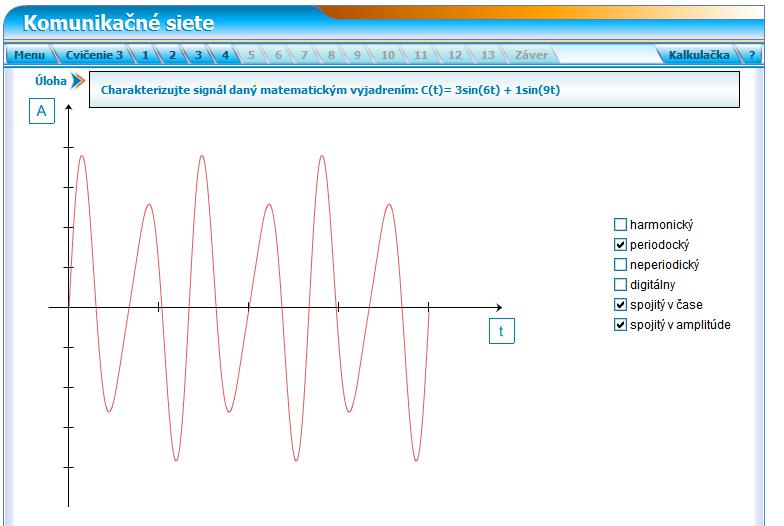 Komunikačné siete
Menu Cvičenie 3 1 2 3 4 5 6 7 8 9 10 11 12 13 Záver Kalkulačka ?
Úloha Charakterizujte signál daný matematickým vyjadrením: C(t)= 3sin(6t) + 1sin(9t)
A
harmonický
periodocký
neperiodický
digitálny
spojitý v čase
spojitý v amplitúde
t